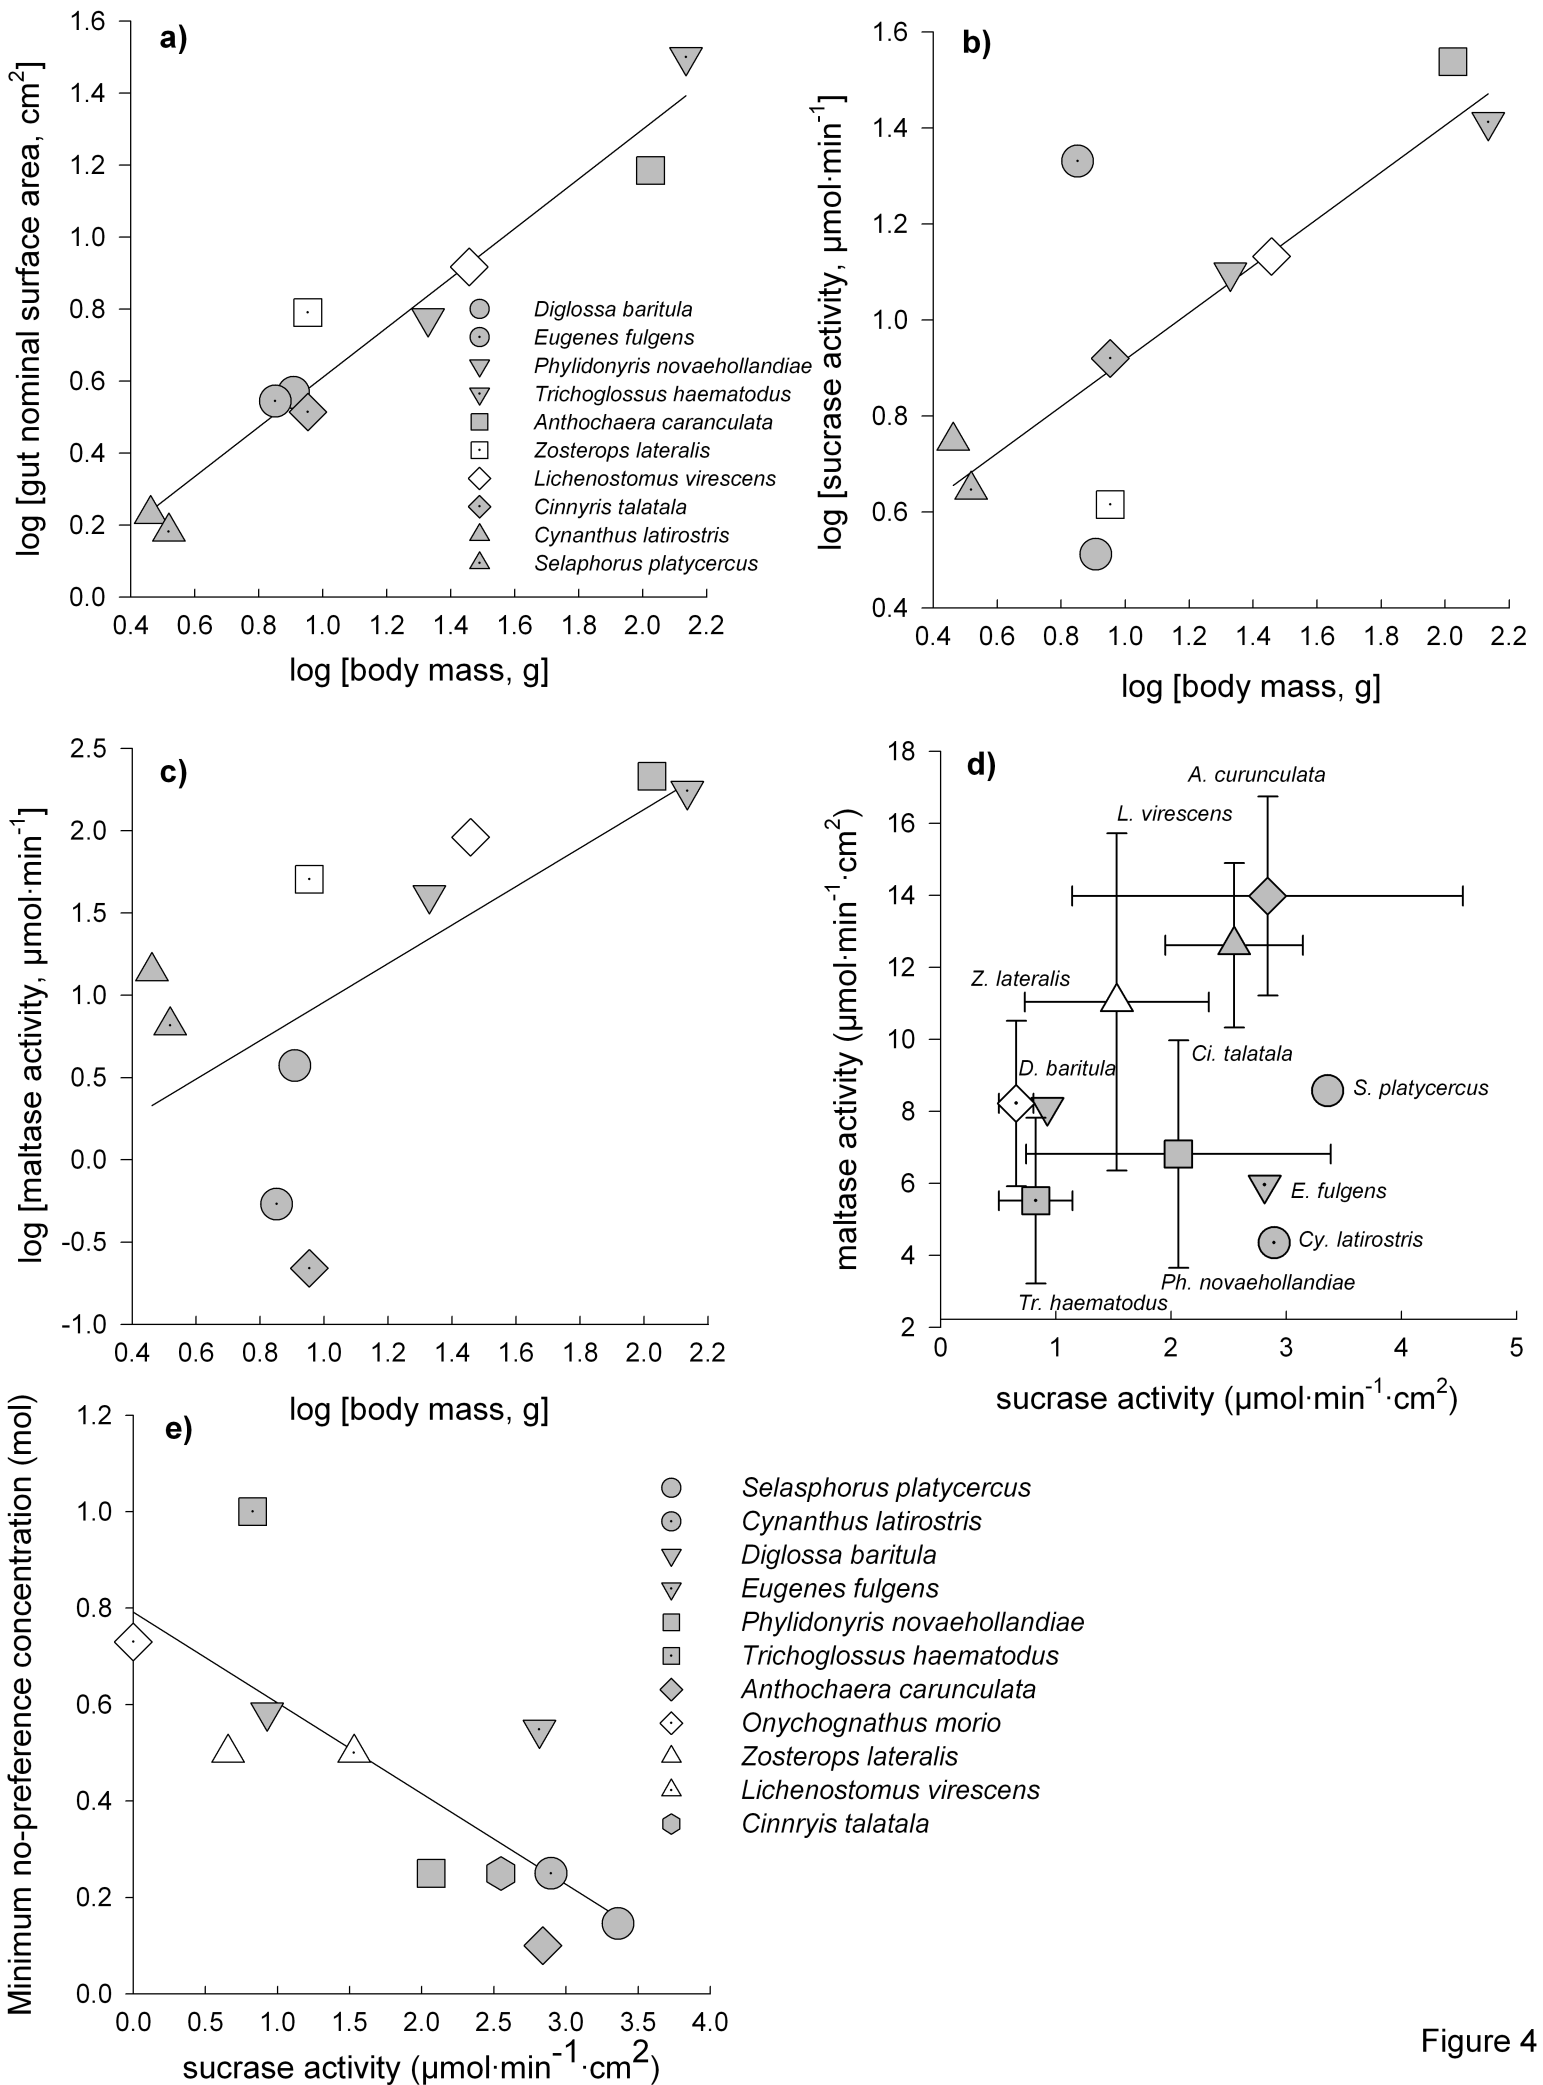 a)
log [gut nominal surface area, cm2]
1.6
1.4
1.2
1.0
0.8
0.6
0.4
0.2
0.0
0.4 0.6 0.8 1.0 1.2 1.4 1.6 1.8 2.0 2.2
log [body mass, g]
Diglossa baritula
Eugenes fulgens
Phylidonyris novaehollandiae
Trichoglossus haematodus
Anthochaera caranculata
Zosterops lateralis
Lichenostomus virescens
Cinnyris talatala
Cynanthus latirostris
Selaphorus platycercus
b)
log [sucrase activity, µmol·min-1]
1.6
1.4
1.2
1.0
0.8
0.6
0.4
0.4 0.6 0.8 1.0 1.2 1.4 1.6 1.8 2.0 2.2
log [body mass, g]
c)
log [maltase activity, µmol·min-1]
2.5
2.0
1.5
1.0
0.5
0.0
-0.5
-1.0
0.4 0.6 0.8 1.0 1.2 1.4 1.6 1.8 2.0 2.2
log [body mass, g]
d)
maltase activity (µmol·min-1·cm2)
18
16
14
12
10
8
6
4
2
A. curunculata
L. virescens
Z. lateralis
Ci. talatala
D. baritula
S. platycercus
E. fulgens
Cy. latirostris
Ph. novaehollandiae
Tr. haematodus
0 1 2 3 4 5
sucrase activity (µmol·min-1·cm2)
e)
Minimum no-preference concentration (mol)
1.2
1.0
0.8
0.6
0.4
0.2
0.0
0.0 0.5 1.0 1.5 2.0 2.5 3.0 3.5 4.0
sucrase activity (µmol·min-1·cm2)
Selasphorus platycercus
Cynanthus latirostris
Diglossa baritula
Eugenes fulgens
Phylidonyris novaehollandiae
Trichoglossus haematodus
Anthochaera carunculata
Onychognathus morio
Zosterops lateralis
Lichenostomus virescens
Cinnryis talatala
Figure 4